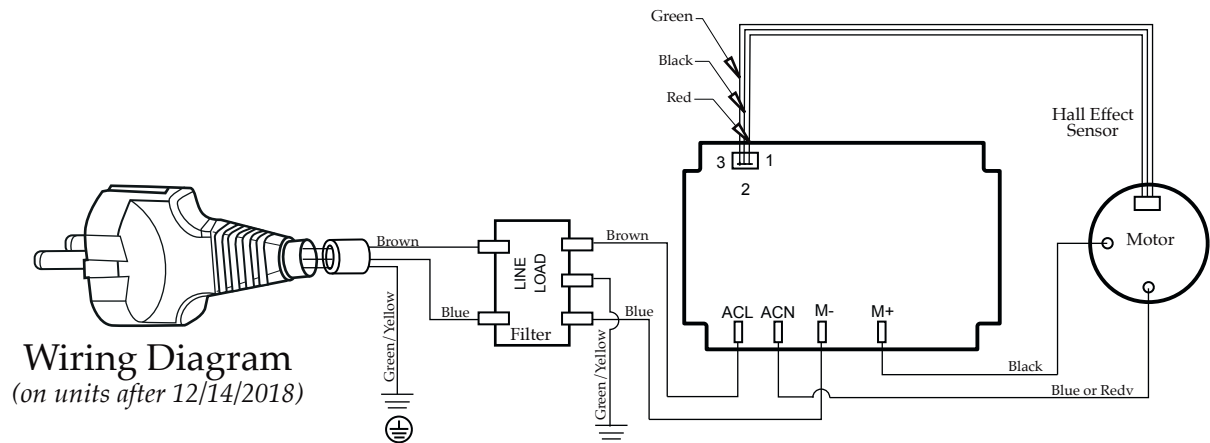 Green
Black
Red
Hall Effect
Sensor
3 1
2
Motor
Brown
Brown
LINE
LOAD
Blue
Blue
Filter
Green/Yellow
Green/Yellow
ACL ACN M- M+
Black
Blue or Redv
Wiring Diagram
(on units after 12/14/2018)